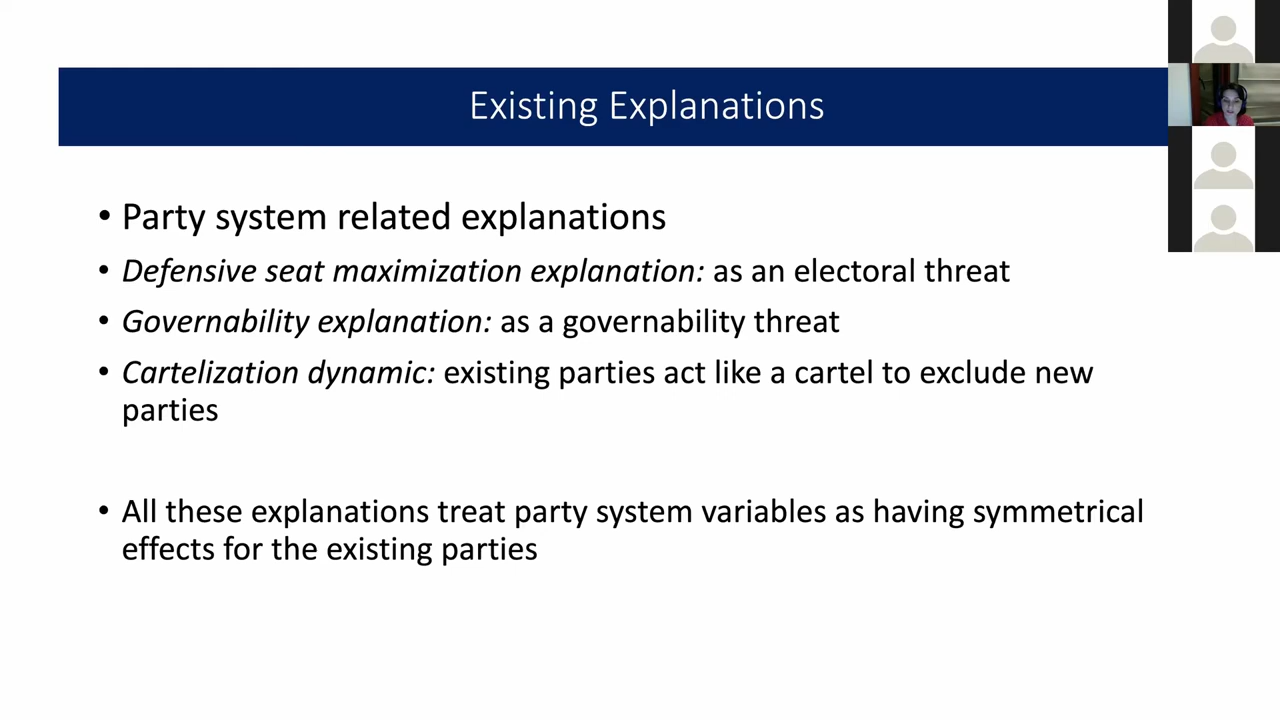 Existing Explanations
• Party system related explanations
• Defensive seat maximization explanation: as an electoral threat
• Governability explanation: as a governability threat
• Cartelization dynamic: existing parties act like a cartel to exclude new
parties
• All these explanations treat party system variables as having symmetrical
effects for the existing parties